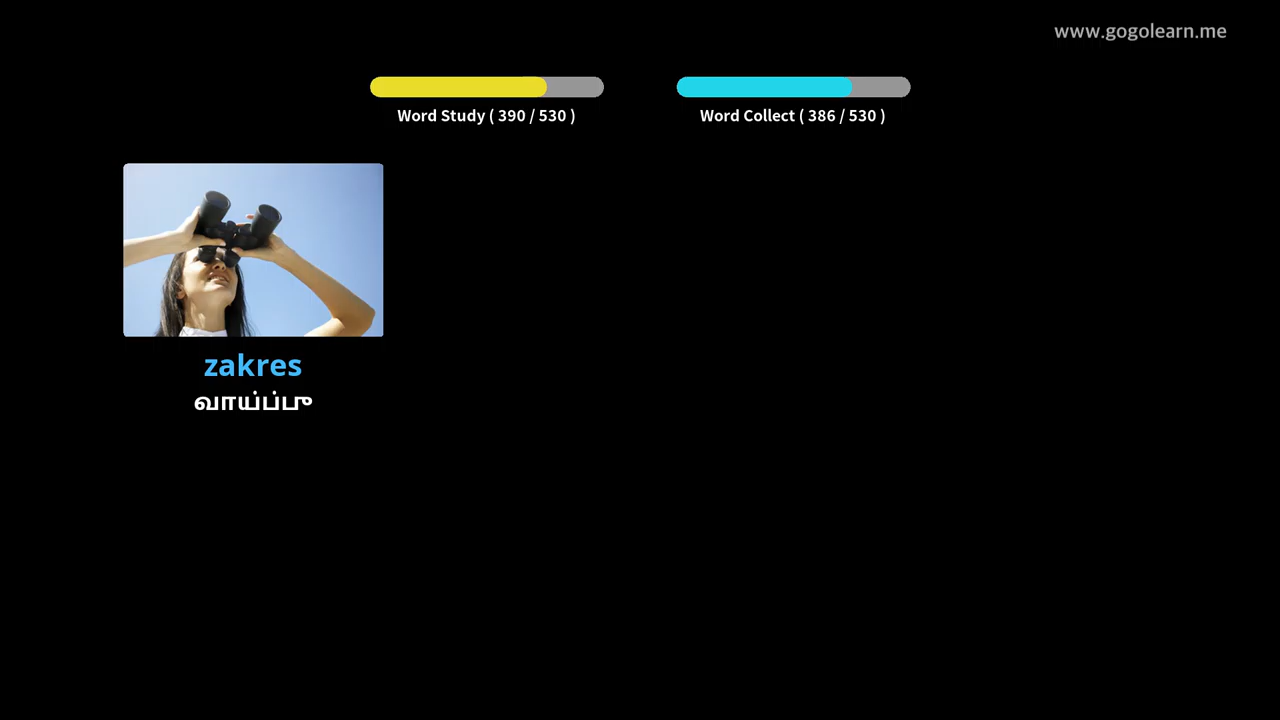 www.gogolearn.me
Word Study ( 390 / 530 )
Word Collect ( 386 / 530 )
zakres
வாய்ப்பு